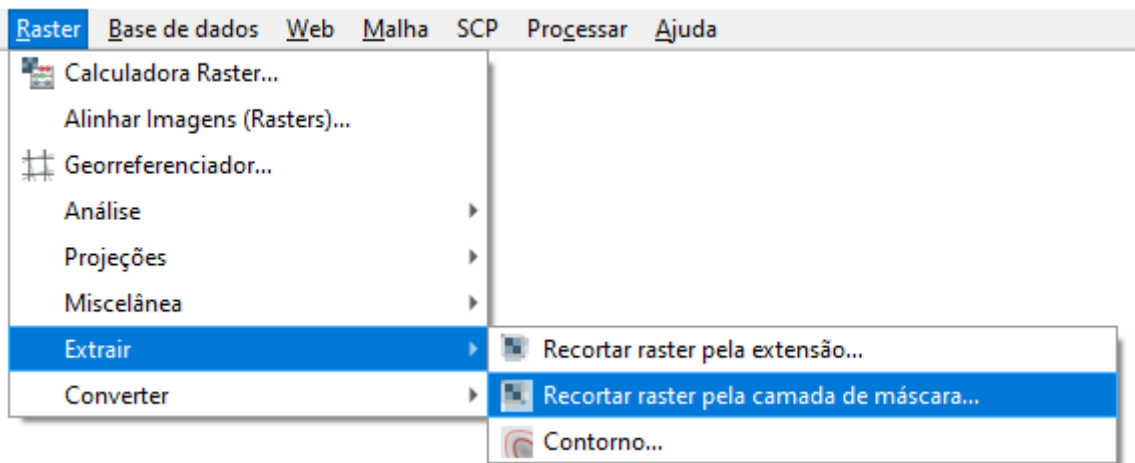 Raster Base de dados Web Malha SCP Processar Ajuda
Calculadora Raster...
Alinhar Imagens (Rasters)...
Georreferenciador...
Análise
Projeções
Miscelânea
Extrair
Recortar raster pela extensão...
Converter
Recortar raster pela camada de máscara...
Contorno...